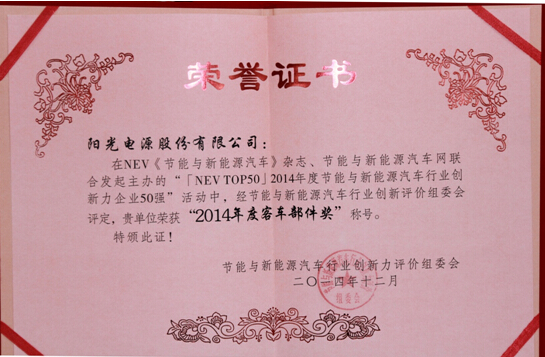 荣誉证书
阳光电源股份有限公司：
在NEV《节能与新能源汽车》杂志、节能与新能源汽车网联
合发起主办的“「NEV TOP50」2014年度节能与新能源汽车行业创
新力企业50强”活动中，经节能与新能源汽车行业创新评价组委会
评定，贵单位荣获“2014年度客车部件奖”称号。
特颁此证！
节能与新能源汽车行业创新力评价组委会
二〇一四年十二月
组委会